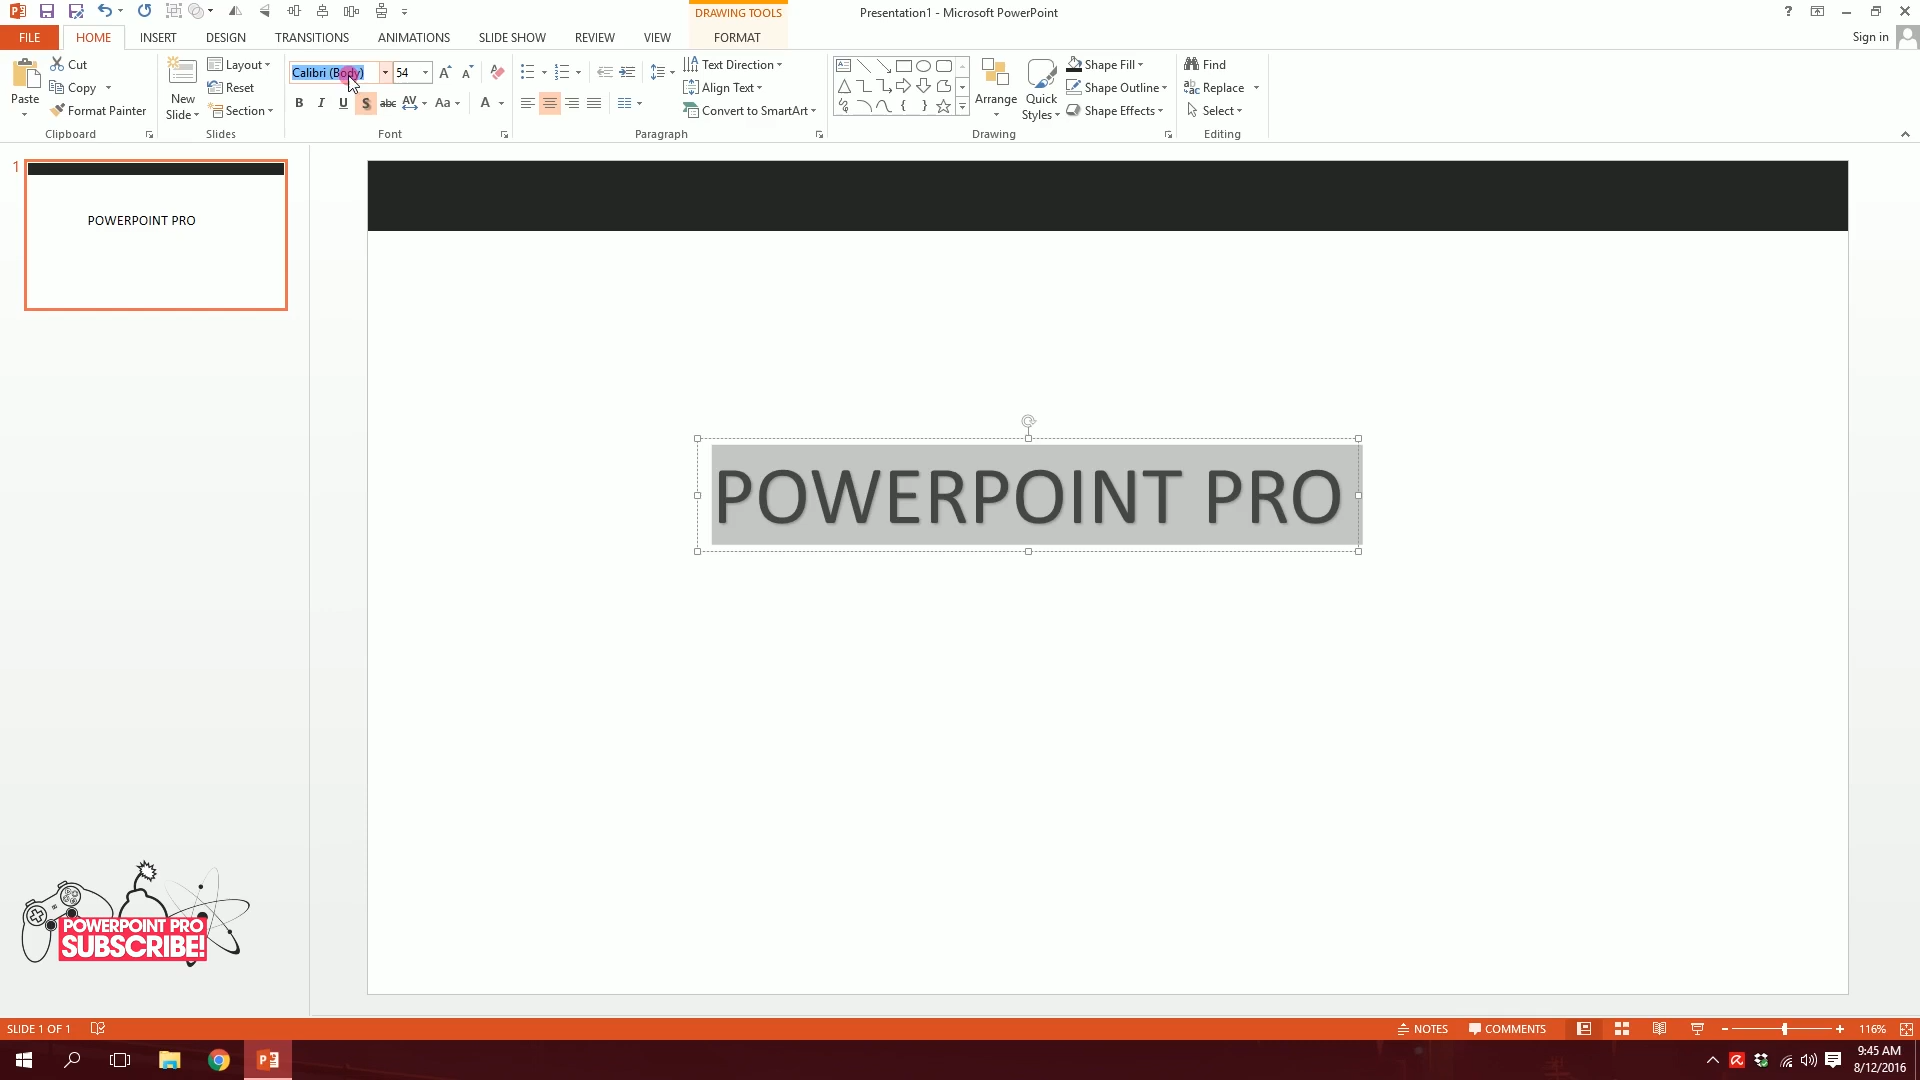 DRAWING TOOLS
Presentation1 - Microsoft PowerPoint
?
FILE
HOME
INSERT
DESIGN
TRANSITIONS
ANIMATIONS
SLIDE SHOW
REVIEW
VIEW
FORMAT
Sign in
Paste
Cut
Copy
Format Painter
Clipboard
New
Slide
Layout
Reset
Section
Slides
Calibri (Body)
54
B I U S abc AV Aa A
Font
Text Direction
Align Text
Convert to SmartArt
Paragraph
Arrange
Quick
Styles
Shape Fill
Shape Outline
Shape Effects
Drawing
Find
Replace
Select
Editing
1
POWERPOINT PRO
POWERPOINT PRO
POWERPOINT PRO
SUBSCRIBE!
SLIDE 1 OF 1
NOTES
COMMENTS
116%
9:45 AM
8/12/2016